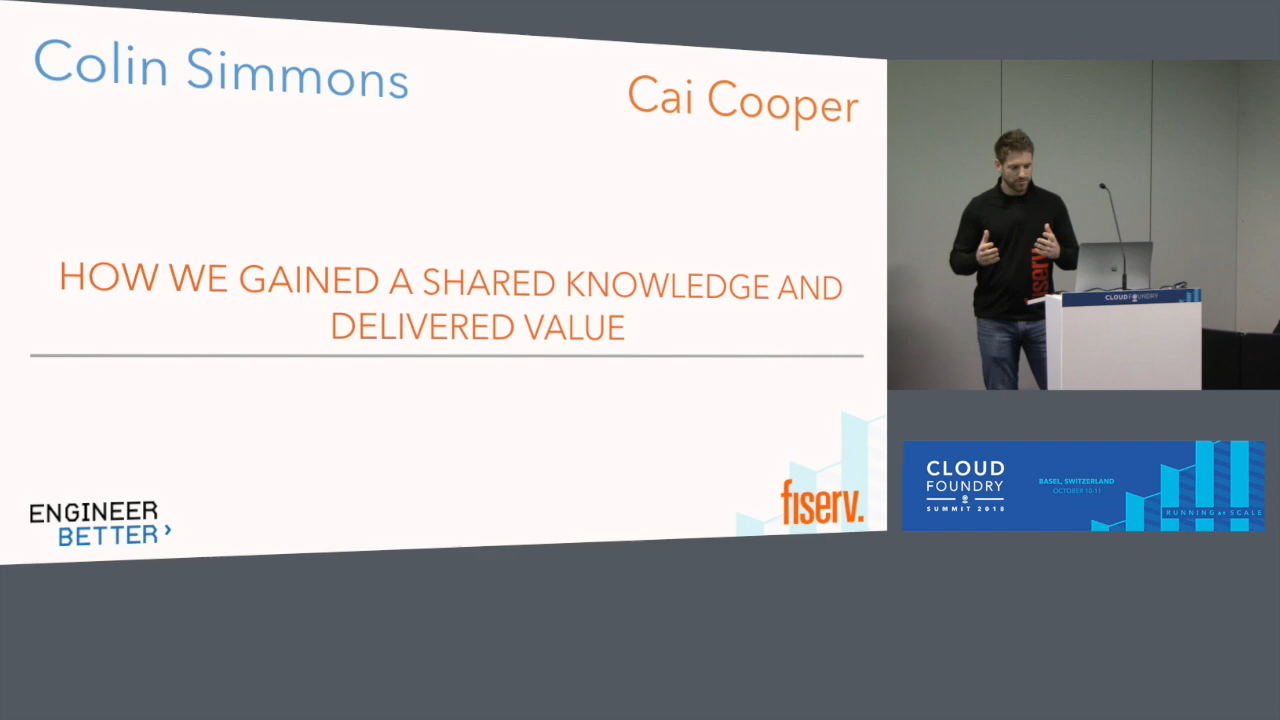 Colin Simmons
Cai Cooper
HOW WE GAINED A SHARED KNOWLEDGE AND
DELIVERED VALUE
ENGINEER
BETTER
fiserv.
fiserv
CLOUD FOUNDRY
CLOUD
FOUNDRY
SUMMIT 2018
BASEL, SWITZERLAND
OCTOBER 10-11
RUNNING AT SCALE